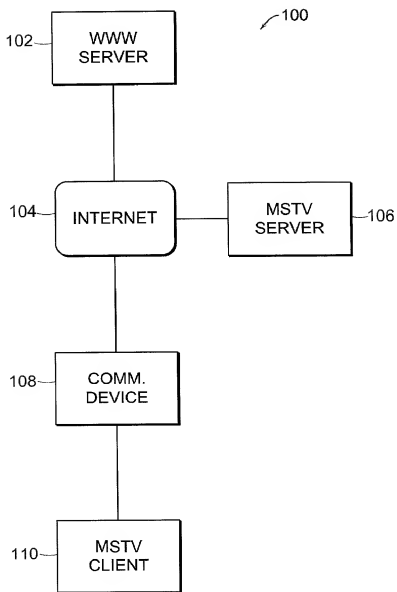 100
102
WWW
SERVER
104
INTERNET
MSTV
SERVER
106
108
COMM.
DEVICE
110
MSTV
CLIENT